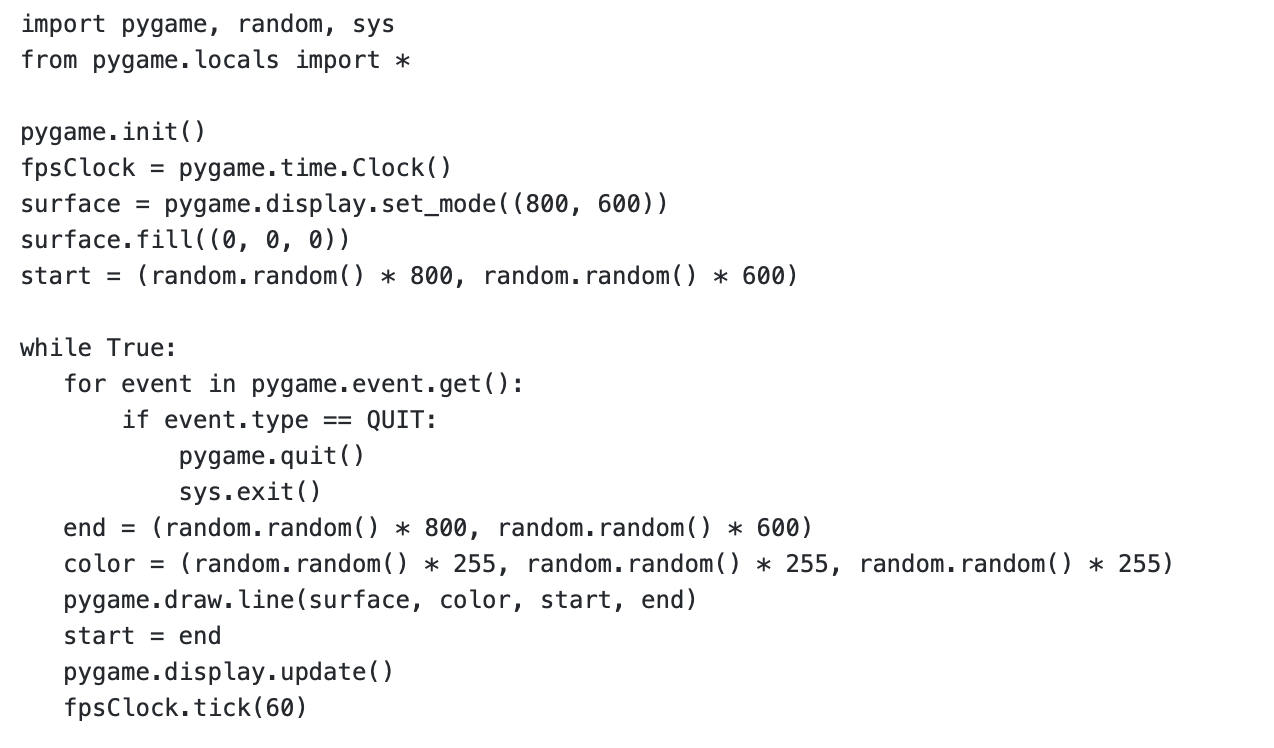 import pygame, random, sys
from pygame.locals import *

pygame.init()
fpsClock = pygame.time.Clock()
surface = pygame.display.set_mode((800, 600))
surface.fill((0, 0, 0))
start = (random.random() * 800, random.random() * 600)

while True:
   for event in pygame.event.get():
       if event.type == QUIT:
           pygame.quit()
           sys.exit()
   end = (random.random() * 800, random.random() * 600)
   color = (random.random() * 255, random.random() * 255, random.random() * 255)
   pygame.draw.line(surface, color, start, end)
   start = end
   pygame.display.update()
   fpsClock.tick(60)